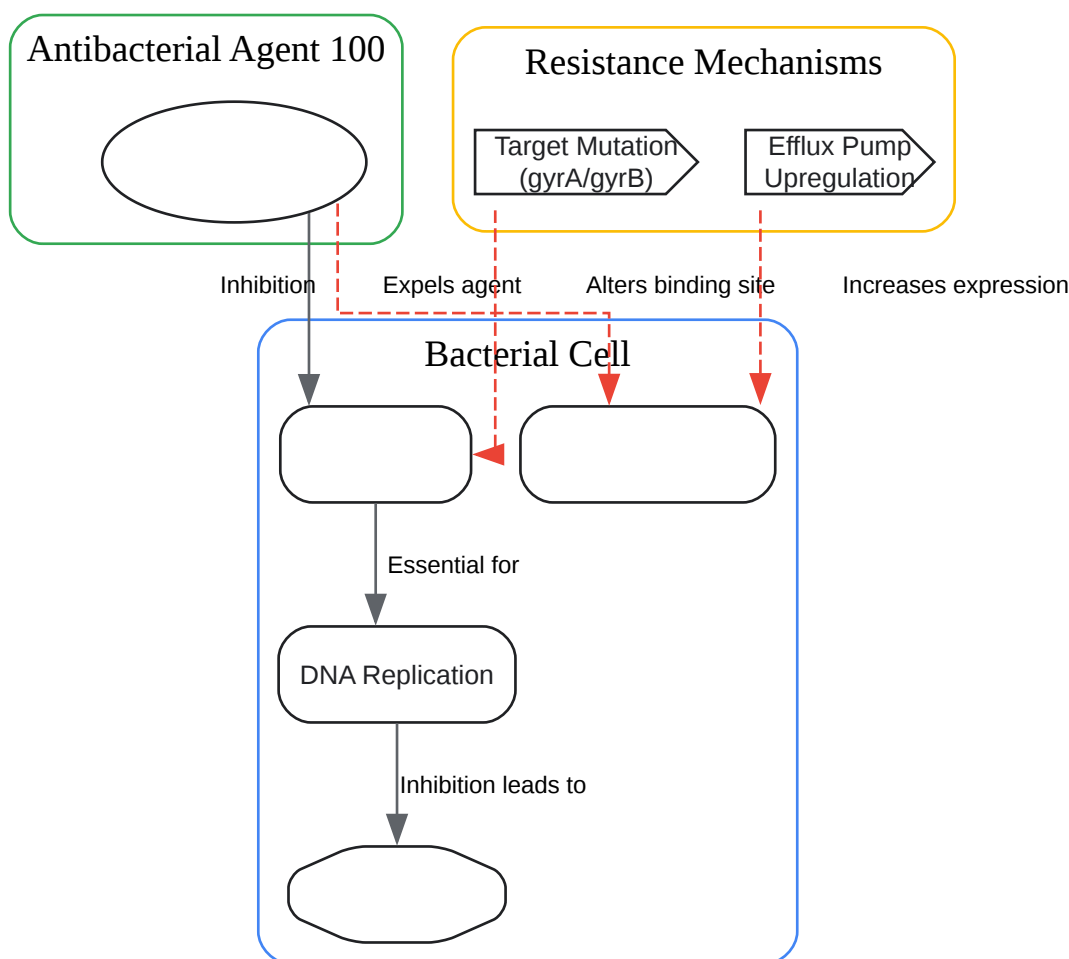 Antibacterial Agent 100
Resistance Mechanisms
Target Mutation
(gyrA/gyrB)
Efflux Pump
Upregulation
Inhibition
Expels agent
Alters binding site
Increases expression
Bacterial Cell
Essential for
DNA Replication
Inhibition leads to